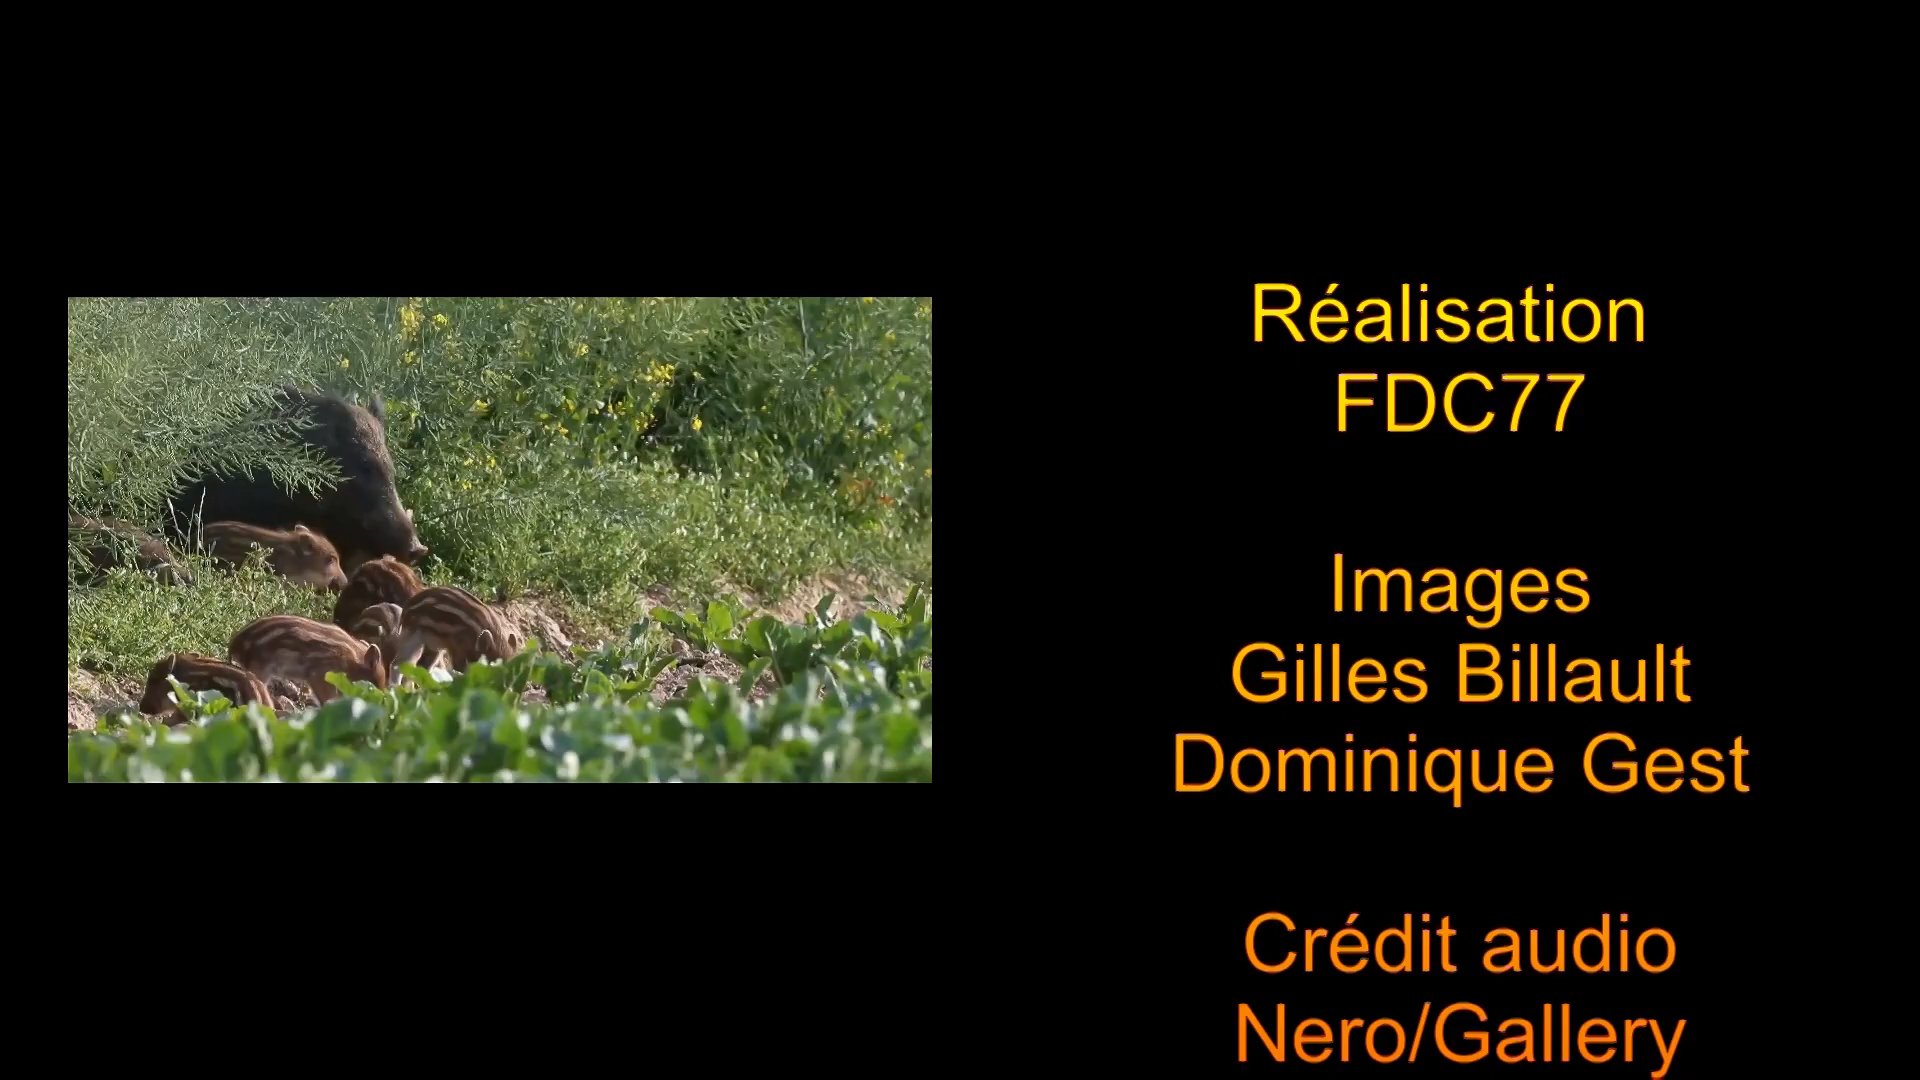 Réalisation
FDC77
Images
Gilles Billault
Dominique Gest
Crédit audio
Nero/Gallery